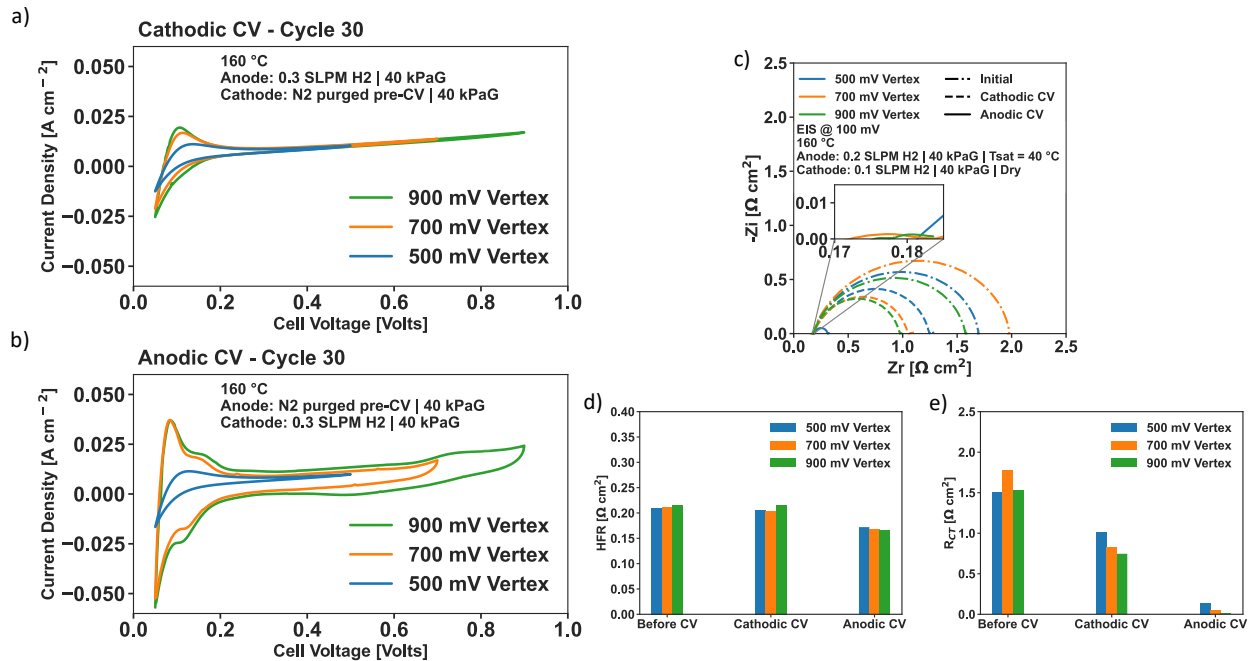 a)
Cathodic CV - Cycle 30
160 °C
Anode: 0.3 SLPM H2 | 40 kPaG
Cathode: N2 purged pre-CV | 40 kPaG
Current Density [A cm⁻²]
0.050
0.025
0.000
−0.025
−0.050
900 mV Vertex
700 mV Vertex
500 mV Vertex
0.0 0.2 0.4 0.6 0.8 1.0
Cell Voltage [Volts]
b)
Anodic CV - Cycle 30
160 °C
Anode: N2 purged pre-CV | 40 kPaG
Cathode: 0.3 SLPM H2 | 40 kPaG
Current Density [A cm⁻²]
0.050
0.025
0.000
−0.025
−0.050
900 mV Vertex
700 mV Vertex
500 mV Vertex
0.0 0.2 0.4 0.6 0.8 1.0
Cell Voltage [Volts]
c)
-Zi [Ω cm²]
2.5
2.0
1.5
1.0
0.5
0.0
500 mV Vertex
700 mV Vertex
900 mV Vertex
Initial
Cathodic CV
Anodic CV
EIS @ 100 mV
160 °C
Anode: 0.2 SLPM H2 | 40 kPaG | Tsat = 40 °C
Cathode: 0.1 SLPM H2 | 40 kPaG | Dry
0.01
0.00
0.17 0.18
0.0 0.5 1.0 1.5 2.0 2.5
Zr [Ω cm²]
d)
HFR [Ω cm²]
0.40
0.35
0.30
0.25
0.20
0.15
0.10
0.05
0.00
500 mV Vertex
700 mV Vertex
900 mV Vertex
Before CV Cathodic CV Anodic CV
e)
R_CT [Ω cm²]
2.5
2.0
1.5
1.0
0.5
0.0
500 mV Vertex
700 mV Vertex
900 mV Vertex
Before CV Cathodic CV Anodic CV